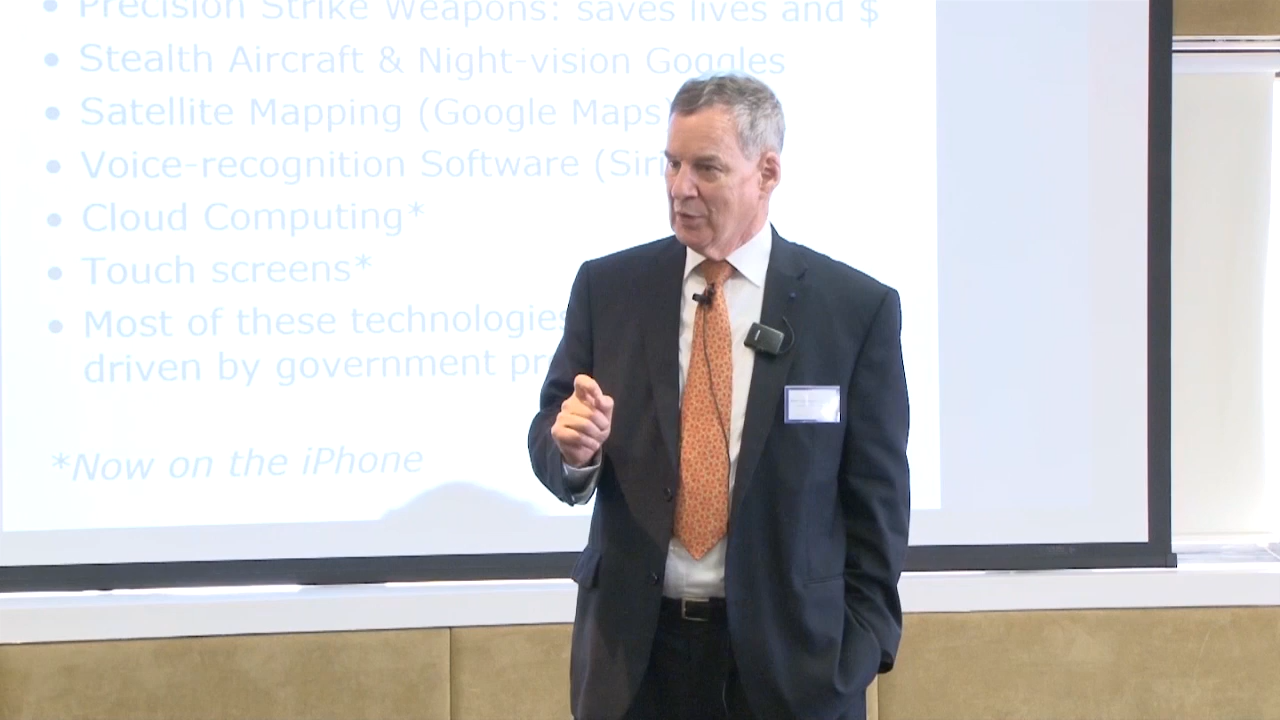 • Precision Strike Weapons: saves lives and $
• Stealth Aircraft & Night-vision Goggles
• Satellite Mapping (Google Maps)
• Voice-recognition Software (Siri
• Cloud Computing*
• Touch screens*
• Most of these technologies
driven by government
*Now on the iPhone